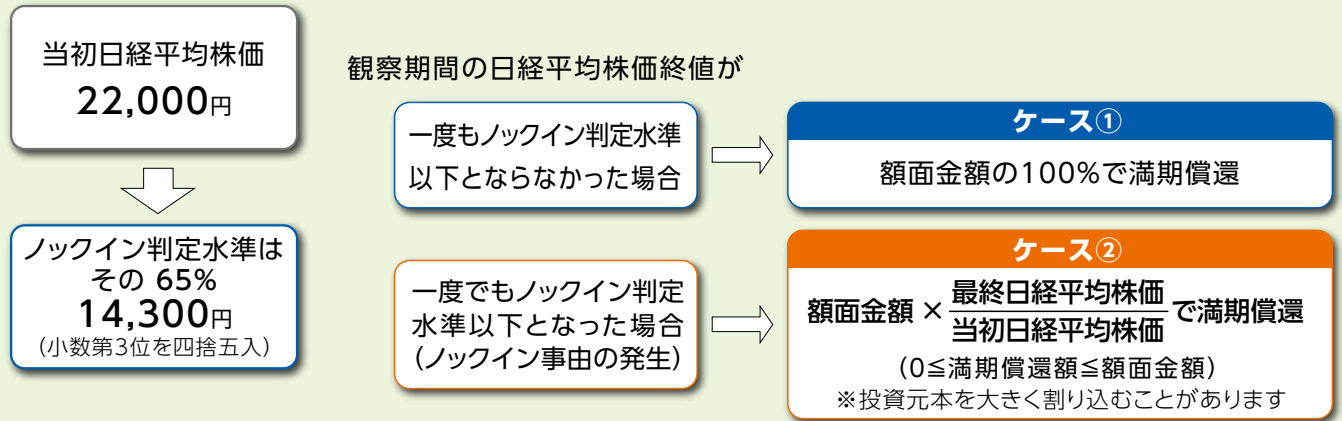 当初日経平均株価
22,000円
ノックイン判定水準は
その 65%
14,300円
(小数第3位を四捨五入)
観察期間の日経平均株価終値が
一度もノックイン判定水準
以下とならなかった場合
ケース①
額面金額の100%で満期償還
一度でもノックイン判定
水準以下となった場合
(ノックイン事由の発生)
ケース②
額面金額 × 最終日経平均株価 で満期償還
当初日経平均株価
(0≦満期償還額≦額面金額)
※投資元本を大きく割り込むことがあります